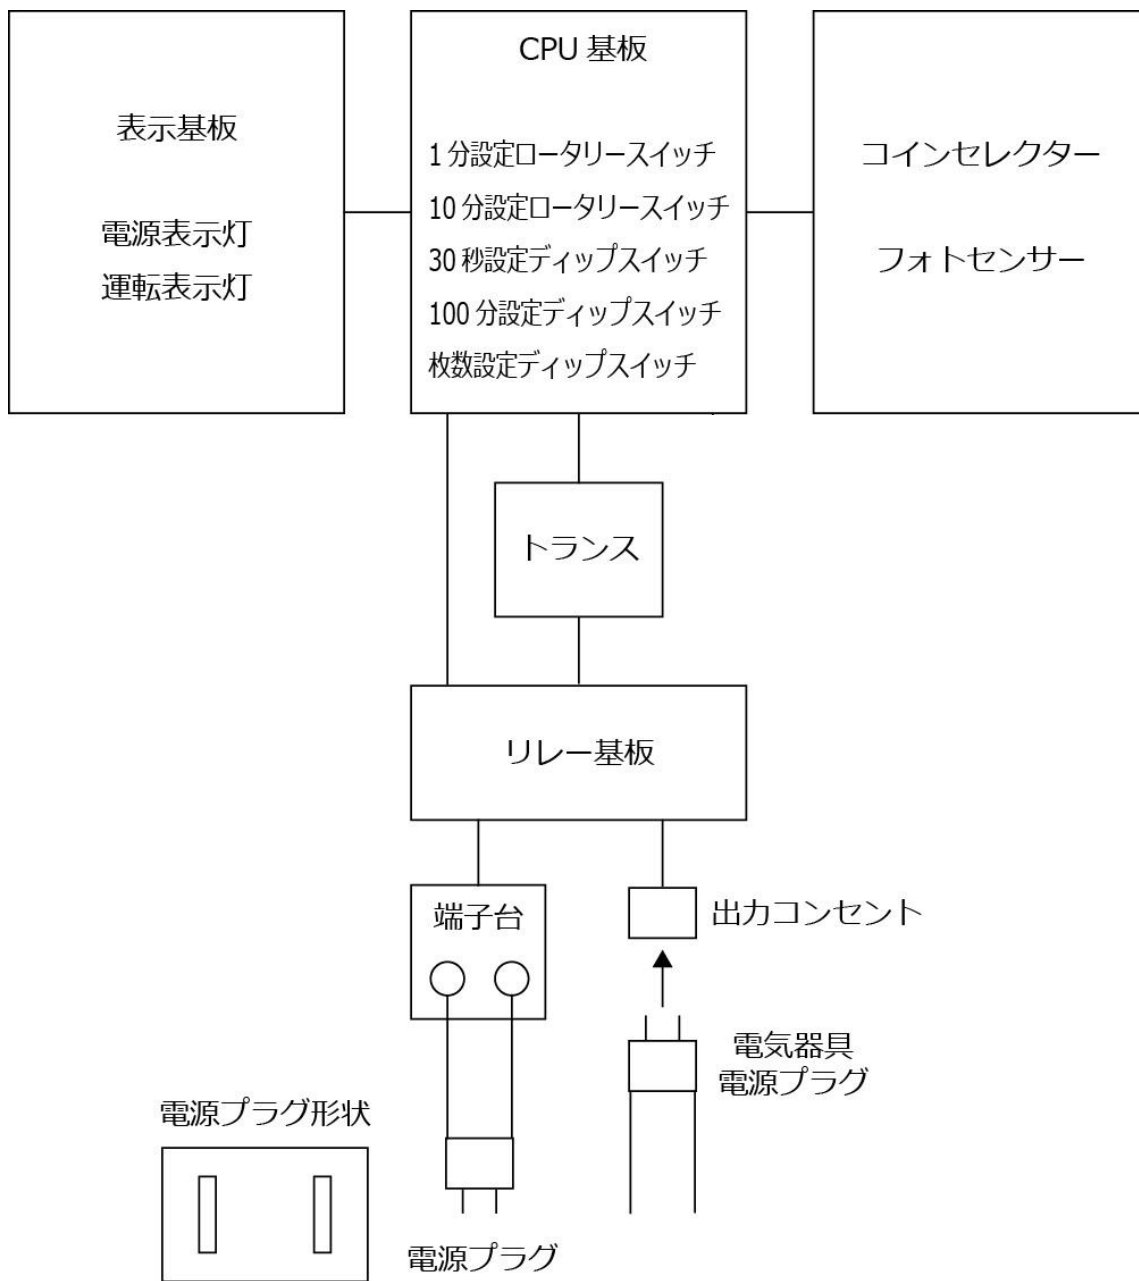 表示基板
電源表示灯
運転表示灯
CPU 基板
1 分設定ロータリースイッチ
10 分設定ロータリースイッチ
30 秒設定ディップスイッチ
100 分設定ディップスイッチ
枚数設定ディップスイッチ
コインセレクター
フォトセンサー
トランス
リレー基板
端子台
出力コンセント
電気器具
電源プラグ
電源プラグ形状
電源プラグ